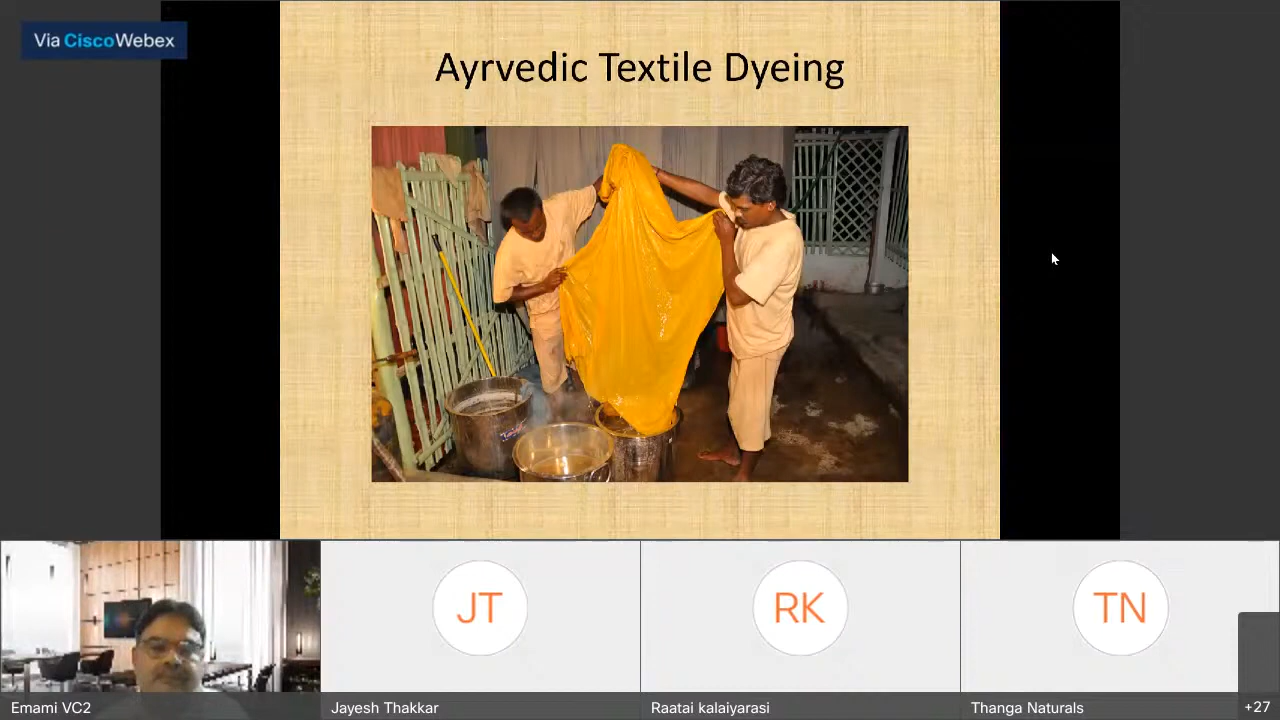 Via CiscoWebex
Ayrvedic Textile Dyeing
JT
RK
TN
Emami VC2
Jayesh Thakkar
Raatai kalaiyarasi
Thanga Naturals
+27